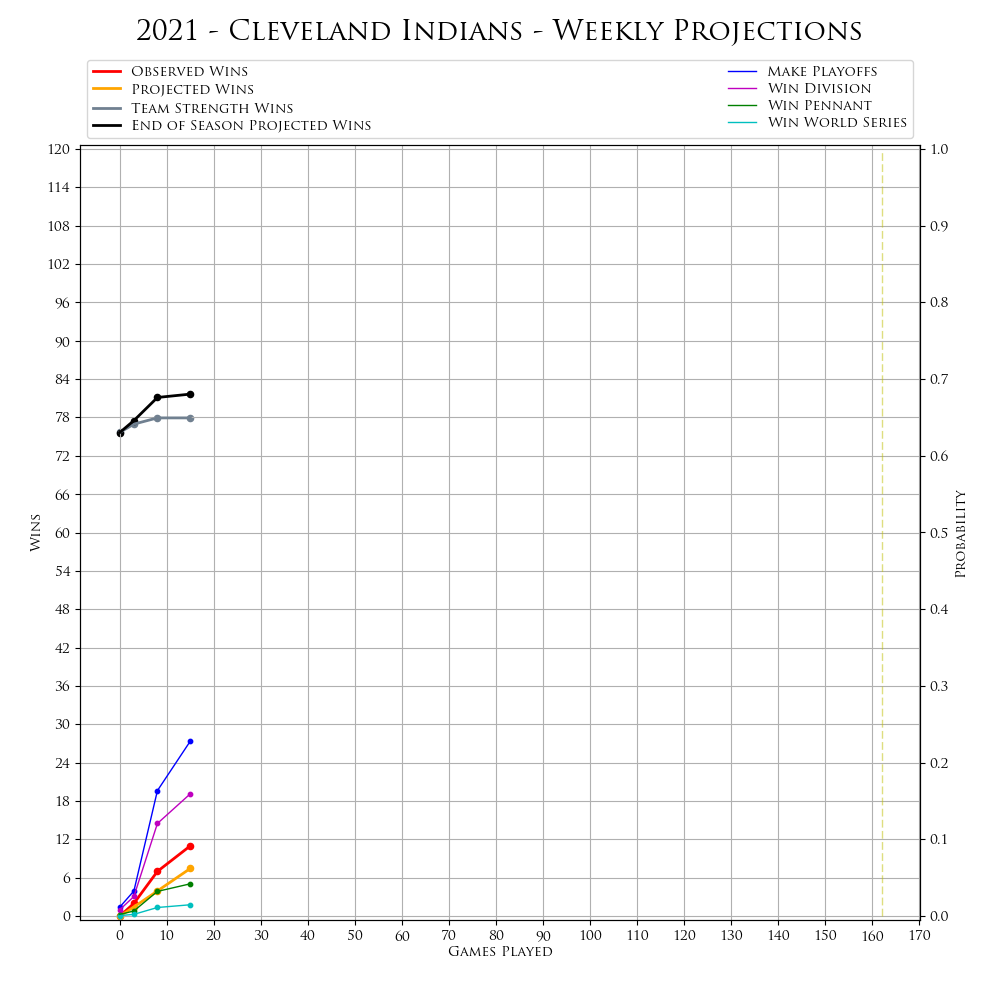 2021 - Cleveland Indians - Weekly Projections
Observed Wins
Projected Wins
Team Strength Wins
End of Season Projected Wins
Make Playoffs
Win Division
Win Pennant
Win World Series
120
114
108
102
96
90
84
78
72
66
60
54
48
42
36
30
24
18
12
6
0
Wins
1.0
0.9
0.8
0.7
0.6
0.5
0.4
0.3
0.2
0.1
0.0
Probability
0 10 20 30 40 50 60 70 80 90 100 110 120 130 140 150 160 170
Games Played